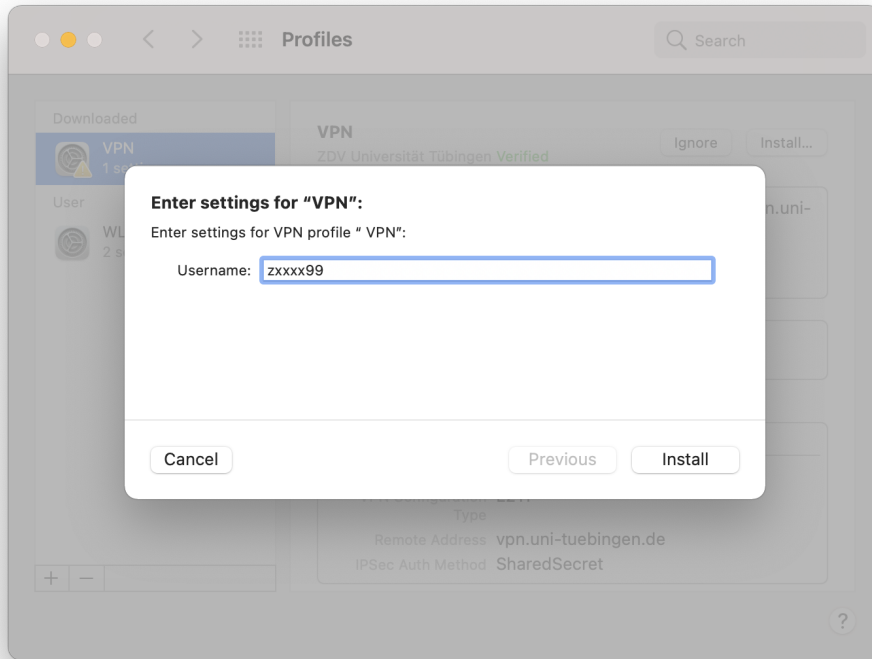 Profiles
Search
Downloaded
VPN
User
VPN
ZDV Universität Tübingen Verified
Ignore
Install...
Enter settings for “VPN”:
Enter settings for VPN profile “ VPN”:
Username: zxxxx99
Cancel
Previous
Install
Type
Remote Address vpn.uni-tuebingen.de
IPSec Auth Method SharedSecret
+ −
?